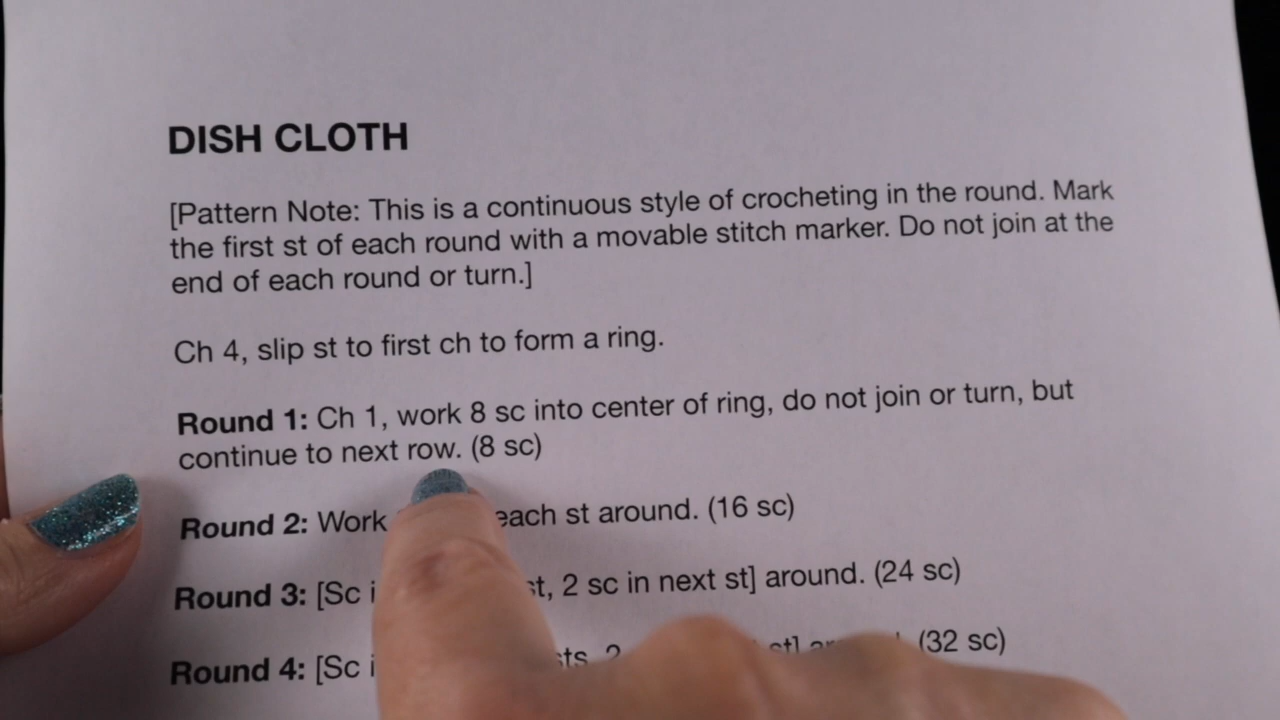 DISH CLOTH
[Pattern Note: This is a continuous style of crocheting in the round. Mark
the first st of each round with a movable stitch marker. Do not join at the
end of each round or turn.]
Ch 4, slip st to first ch to form a ring.
Round 1: Ch 1, work 8 sc into center of ring, do not join or turn, but
continue to next row. (8 sc)
Round 2: Work each st around. (16 sc)
Round 3: [Sc st, 2 sc in next st] around. (24 sc)
Round 4: [Sc sts, 2 st] (32 sc)